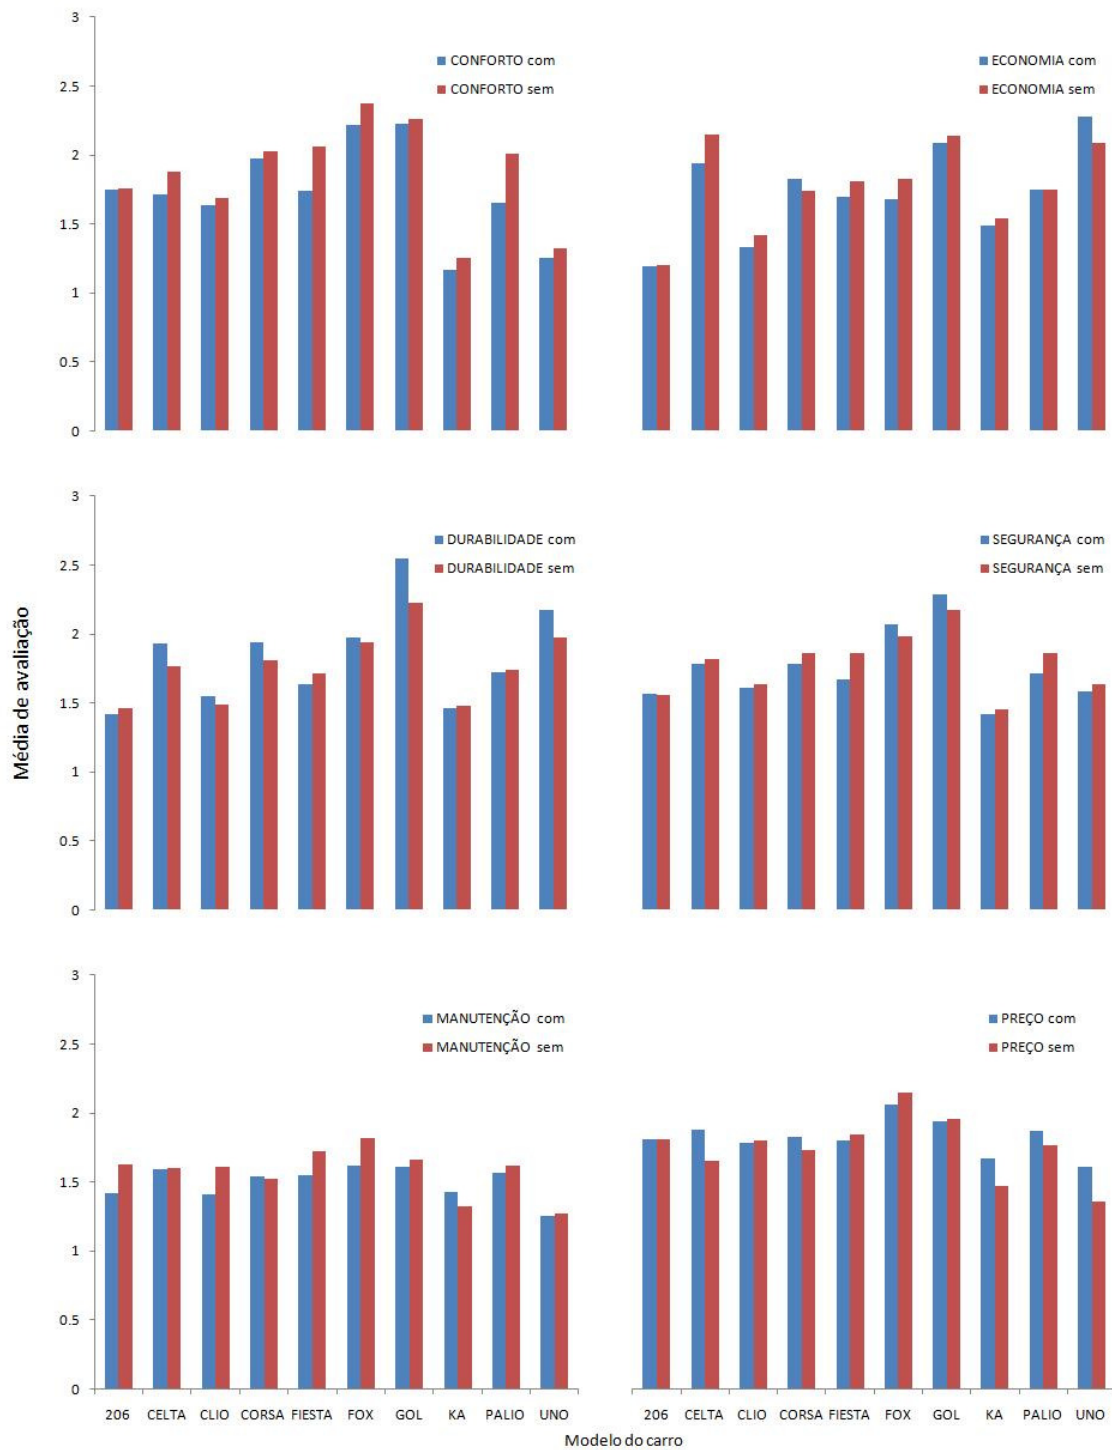 3
2.5
2
1.5
1
0.5
0
CONFORTO com
CONFORTO sem
ECONOMIA com
ECONOMIA sem
3
2.5
2
1.5
1
0.5
0
DURABILIDADE com
DURABILIDADE sem
SEGURANÇA com
SEGURANÇA sem
Média de avaliação
3
2.5
2
1.5
1
0.5
0
MANUTENÇÃO com
MANUTENÇÃO sem
PREÇO com
PREÇO sem
206 CELTA CLIO CORSA FIESTA FOX GOL KA PALIO UNO
206 CELTA CLIO CORSA FIESTA FOX GOL KA PALIO UNO
Modelo do carro